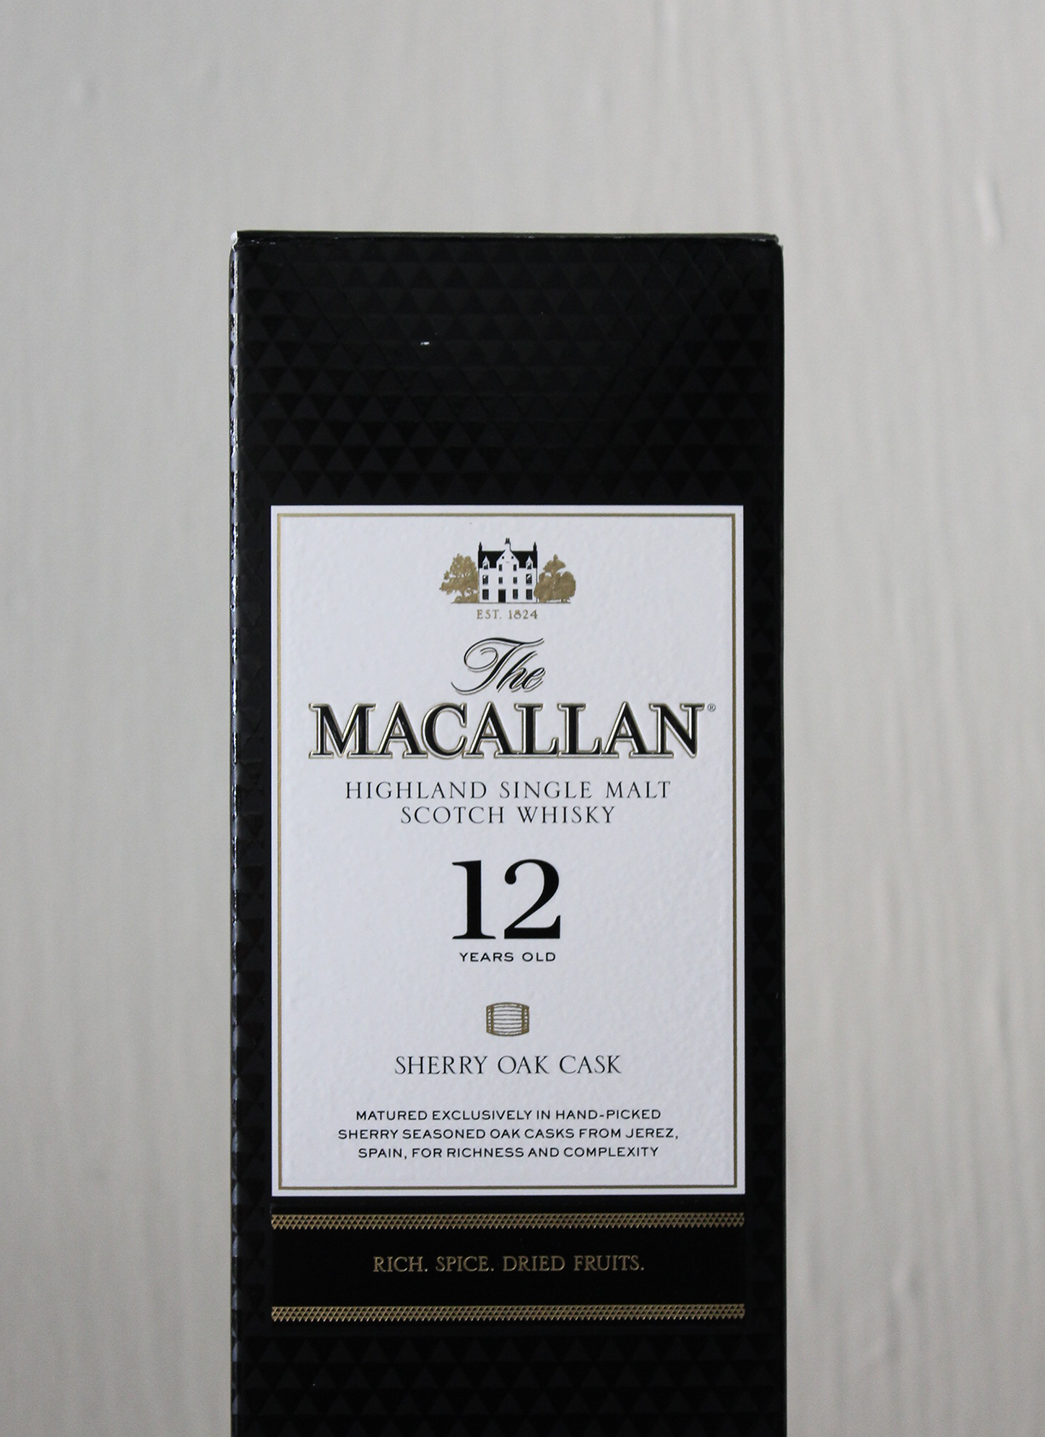 EST. 1824
The
MACALLAN®
HIGHLAND SINGLE MALT
SCOTCH WHISKY
12
YEARS OLD
SHERRY OAK CASK
MATURED EXCLUSIVELY IN HAND-PICKED
SHERRY SEASONED OAK CASKS FROM JEREZ,
SPAIN, FOR RICHNESS AND COMPLEXITY
RICH. SPICE. DRIED FRUITS.